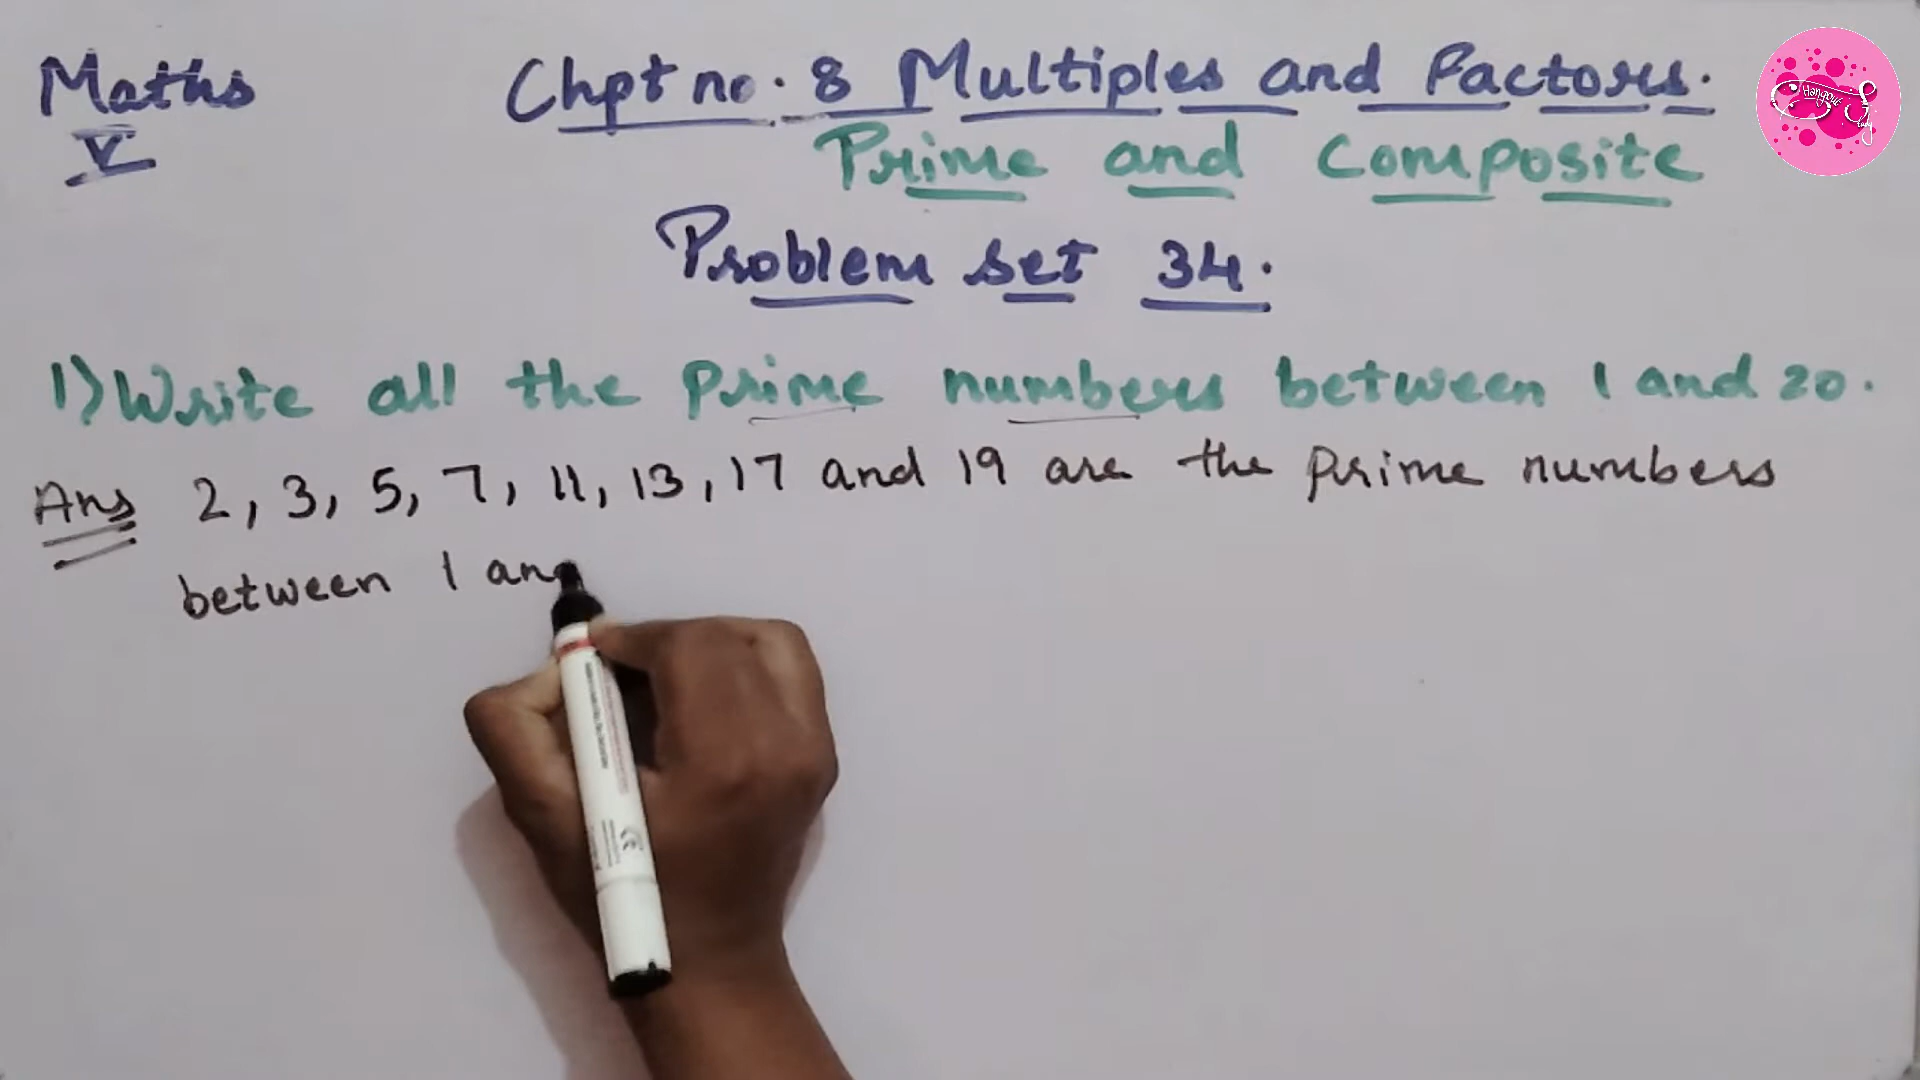 Maths
V
Chpt no. 8 Multiples and Factors.
Prime and Composite
Problem set 34.
1) Write all the prime numbers between 1 and 20.
Ans 2, 3, 5, 7, 11, 13, 17 and 19 are the prime numbers
between 1 an
Hangout
CE